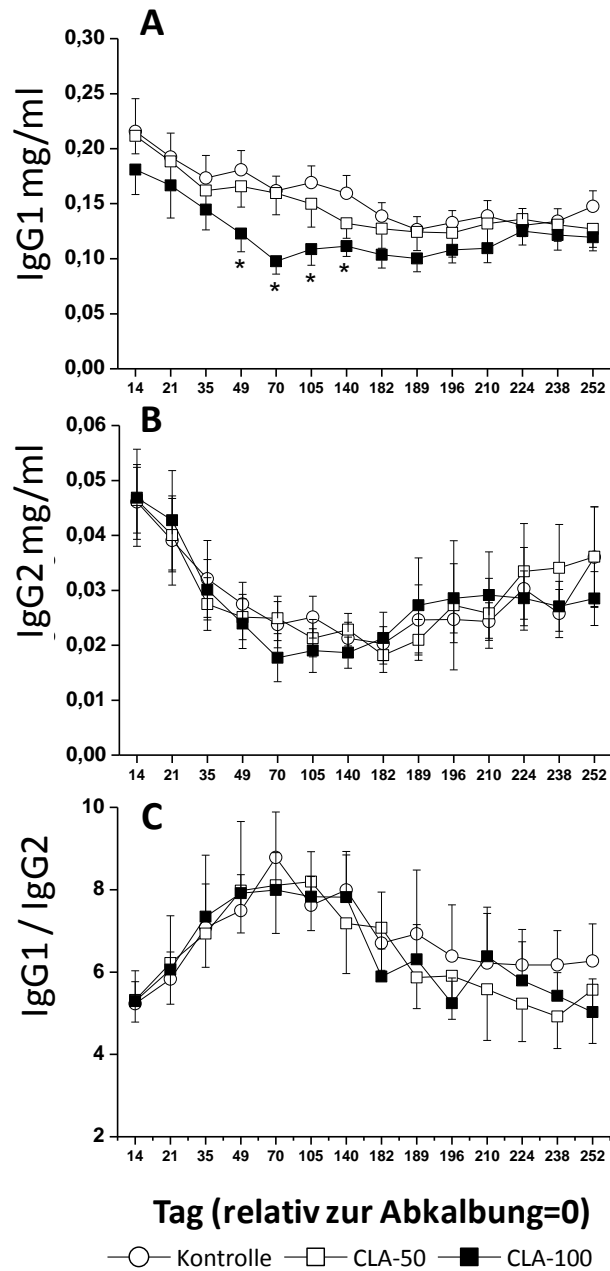 A
IgG1 mg/ml
0,30
0,25
0,20
0,15
0,10
0,05
0,00
* * * *
14 21 35 49 70 105 140 182 189 196 210 224 238 252
B
IgG2 mg/ml
0,06
0,05
0,04
0,03
0,02
0,01
0,00
14 21 35 49 70 105 140 182 189 196 210 224 238 252
C
IgG1 / IgG2
10
8
6
4
2
14 21 35 49 70 105 140 182 189 196 210 224 238 252
Tag (relativ zur Abkalbung=0)
Kontrolle CLA-50 CLA-100